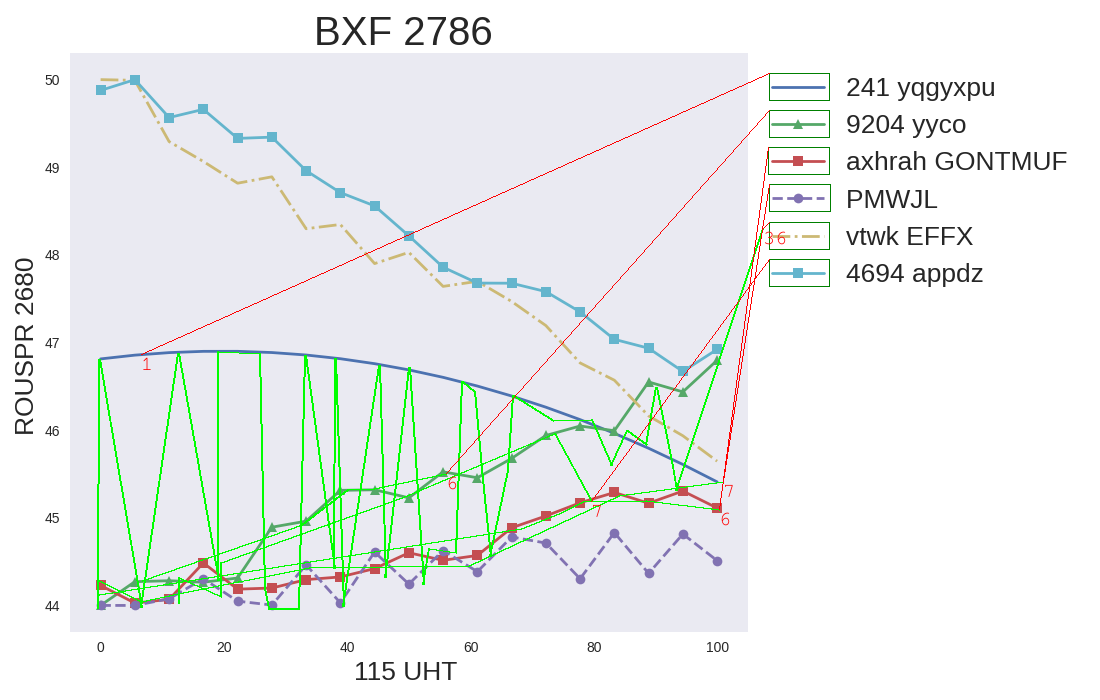 BXF 2786
50
49
48
47
46
45
44
ROUSPR 2680
0
20
40
60
80
100
115 UHT
241 yqgyxpu
9204 yyco
axhrah GONTMUF
PMWJL
vtwk EFFX
4694 appdz
1
6
7
7
6
36